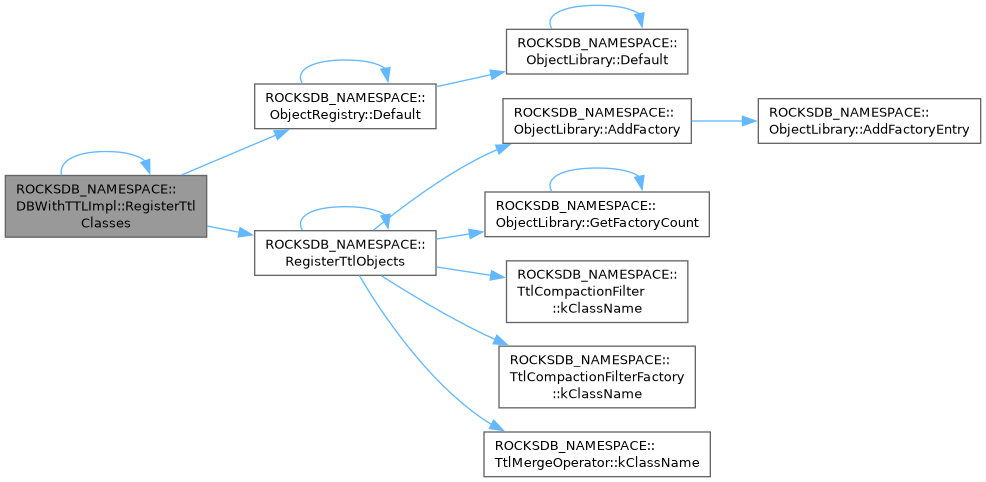 ROCKSDB_NAMESPACE::
DBWithTTLImpl::RegisterTtl
Classes
ROCKSDB_NAMESPACE::
ObjectRegistry::Default
ROCKSDB_NAMESPACE::
ObjectLibrary::Default
ROCKSDB_NAMESPACE::
RegisterTtlObjects
ROCKSDB_NAMESPACE::
ObjectLibrary::AddFactory
ROCKSDB_NAMESPACE::
ObjectLibrary::AddFactoryEntry
ROCKSDB_NAMESPACE::
ObjectLibrary::GetFactoryCount
ROCKSDB_NAMESPACE::
TtlCompactionFilter
::kClassName
ROCKSDB_NAMESPACE::
TtlCompactionFilterFactory
::kClassName
ROCKSDB_NAMESPACE::
TtlMergeOperator::kClassName